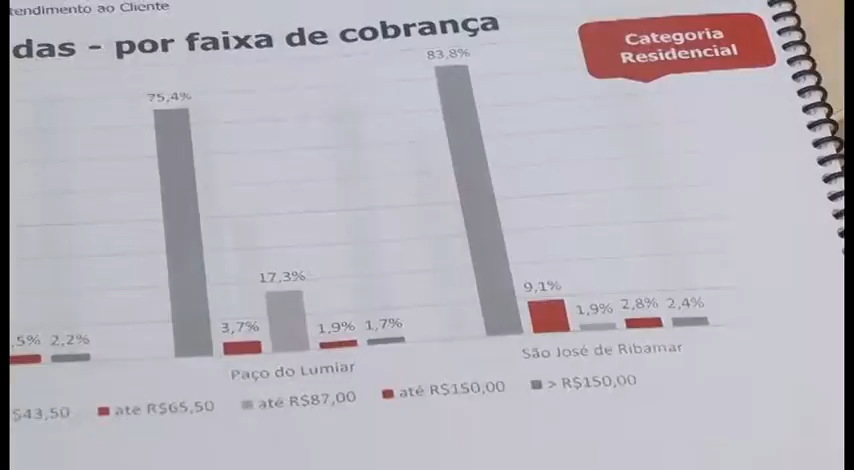 tendimento ao Cliente
das - por faixa de cobrança
Categoria
Residencial
75,4%
83,8%
,5% 2,2%
3,7%
17,3%
1,9% 1,7%
9,1%
1,9% 2,8% 2,4%
Paço do Lumiar
São José de Ribamar
$43,50 até R$65,50 até R$87,00 até R$150,00 > R$150,00